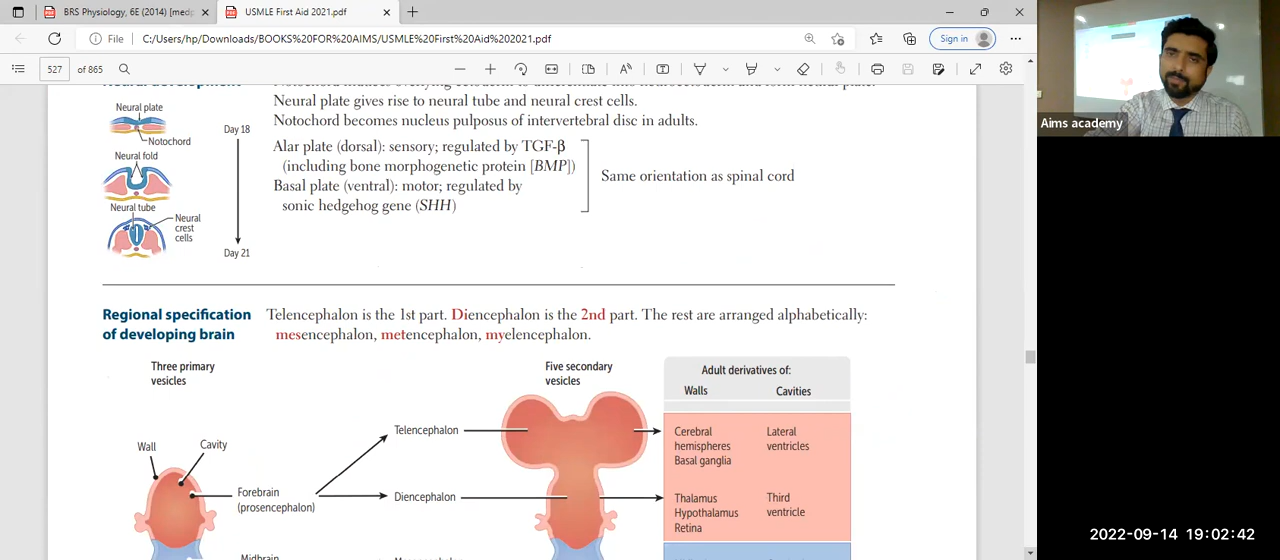 BRS Physiology, 6E (2014) [med
USMLE First Aid 2021.pdf
File
C:/Users/hp/Downloads/BOOKS%20FOR%20AIMS/USMLE%20First%20Aid%202021.pdf
Sign in
527 of 865
Neural plate gives rise to neural tube and neural crest cells.
Notochord becomes nucleus pulposus of intervertebral disc in adults.
Neural plate
Notochord
Neural fold
Neural tube
Neural
crest
cells
Day 18
Day 21
Alar plate (dorsal): sensory; regulated by TGF-β
(including bone morphogenetic protein [BMP])
Basal plate (ventral): motor; regulated by
sonic hedgehog gene (SHH)
Same orientation as spinal cord
Regional specification
of developing brain
Telencephalon is the 1st part. Diencephalon is the 2nd part. The rest are arranged alphabetically:
mesencephalon, metencephalon, myelencephalon.
Three primary
vesicles
Five secondary
vesicles
Adult derivatives of:
Walls
Cavities
Wall
Cavity
Forebrain
(prosencephalon)
Telencephalon
Diencephalon
Cerebral
hemispheres
Basal ganglia
Lateral
ventricles
Thalamus
Hypothalamus
Retina
Third
ventricle
Midbrain
Aims academy
2022-09-14 19:02:42